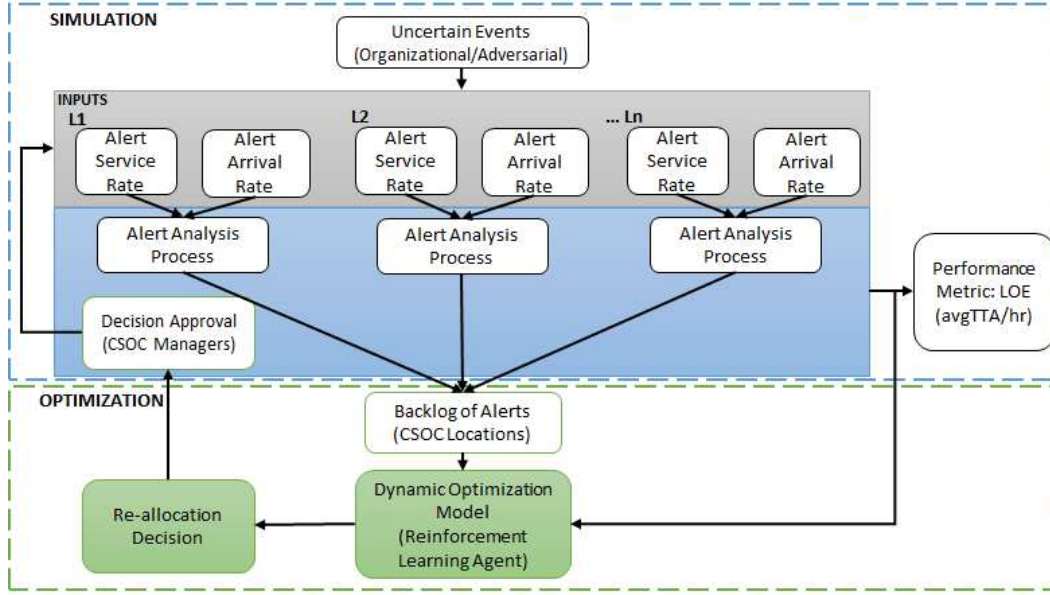 SIMULATION
Uncertain Events
(Organizational/Adversarial)
INPUTS
L1
L2
... Ln
Alert
Service
Rate
Alert
Arrival
Rate
Alert
Service
Rate
Alert
Arrival
Rate
Alert
Service
Rate
Alert
Arrival
Rate
Alert Analysis
Process
Alert Analysis
Process
Alert Analysis
Process
Performance
Metric: LOE
(avgTTA/hr)
Decision Approval
(CSOC Managers)
OPTIMIZATION
Backlog of Alerts
(CSOC Locations)
Re-allocation
Decision
Dynamic Optimization
Model
(Reinforcement
Learning Agent)